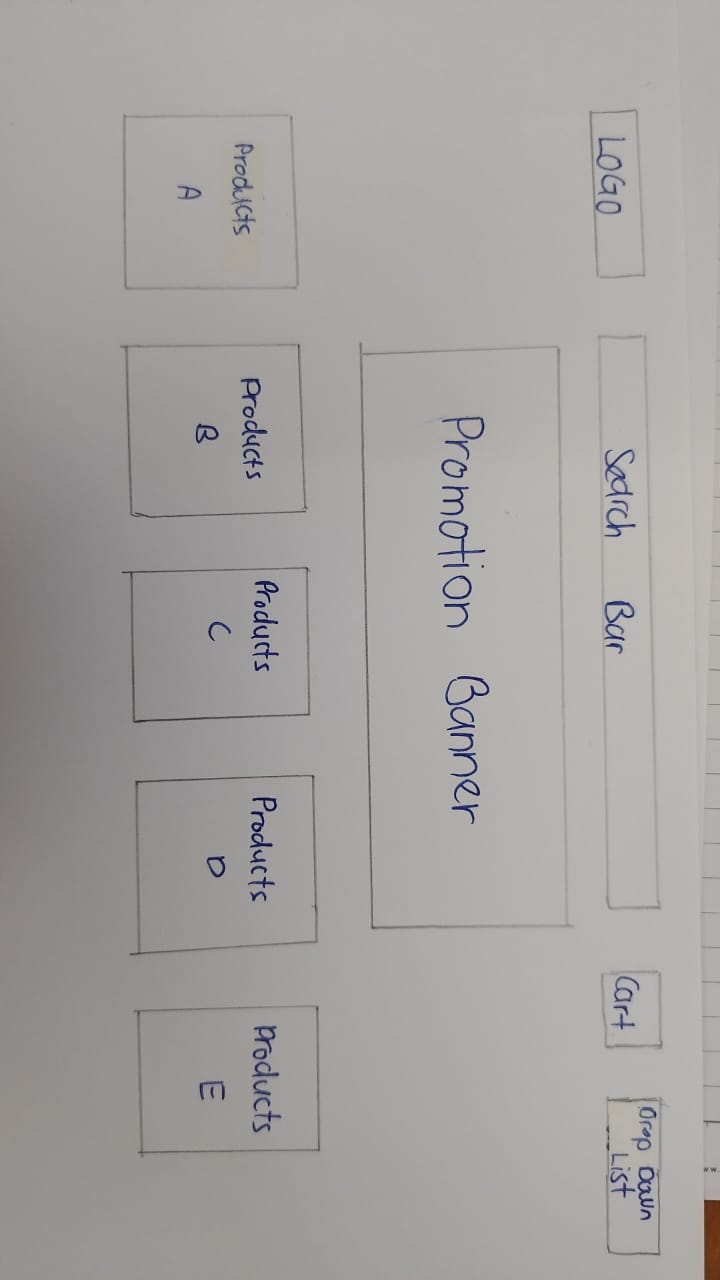 LOGO
Search Bar
Cart
Drop Down
List
Promotion Banner
Products
A
Products
B
Products
C
Products
D
Products
E